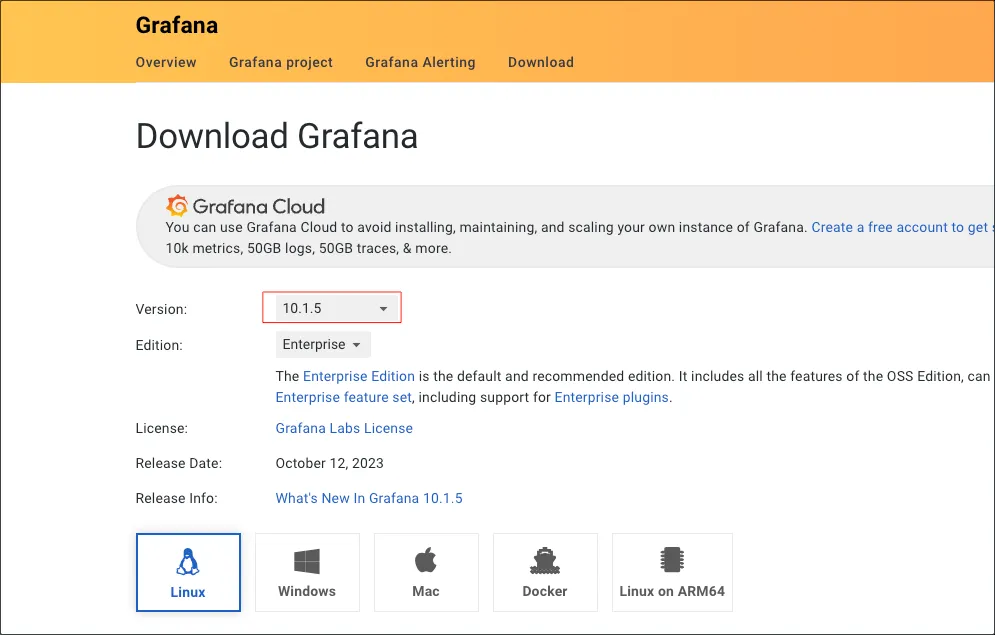 Grafana
Overview Grafana project Grafana Alerting Download
Download Grafana
Grafana Cloud
You can use Grafana Cloud to avoid installing, maintaining, and scaling your own instance of Grafana. Create a free account to get
10k metrics, 50GB logs, 50GB traces, & more.
Version: 10.1.5
Edition: Enterprise
The Enterprise Edition is the default and recommended edition. It includes all the features of the OSS Edition, can
Enterprise feature set, including support for Enterprise plugins.
License: Grafana Labs License
Release Date: October 12, 2023
Release Info: What's New In Grafana 10.1.5
Linux Windows Mac Docker Linux on ARM64